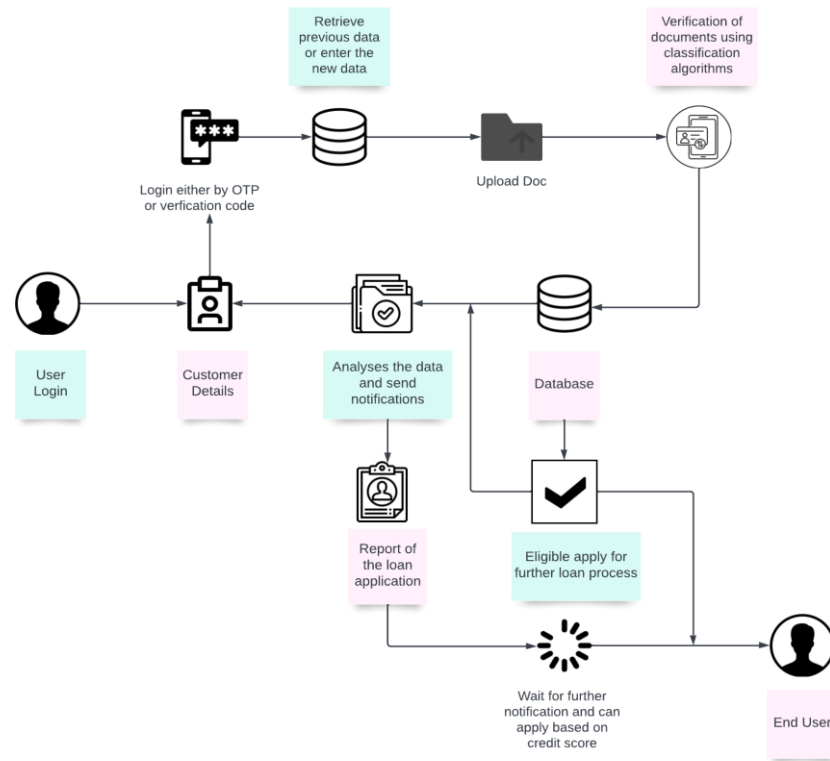 Retrieve
previous data
or enter the
new data
Verification of
documents using
classification
algorithms
***
Login either by OTP
or verfication code
Upload Doc
User
Login
Customer
Details
Analyses the data
and send
notifications
Database
Report of
the loan
application
Eligible apply for
further loan process
Wait for further
notification and can
apply based on
credit score
End User